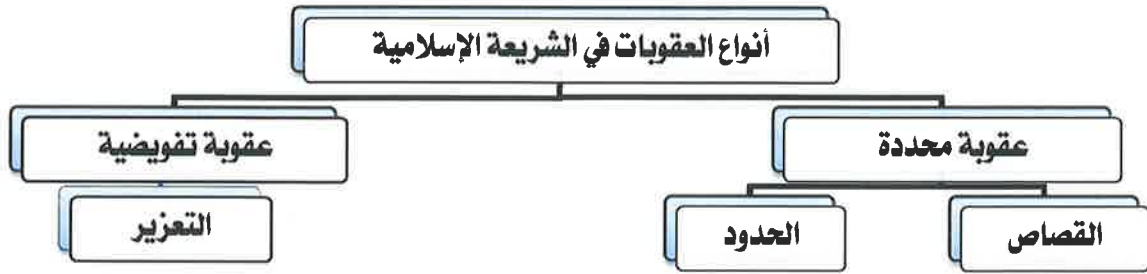 أنواع العقوبات في الشريعة الإسلامية
عقوبة محددة
عقوبة تفويضية
القصاص
الحدود
التعزير